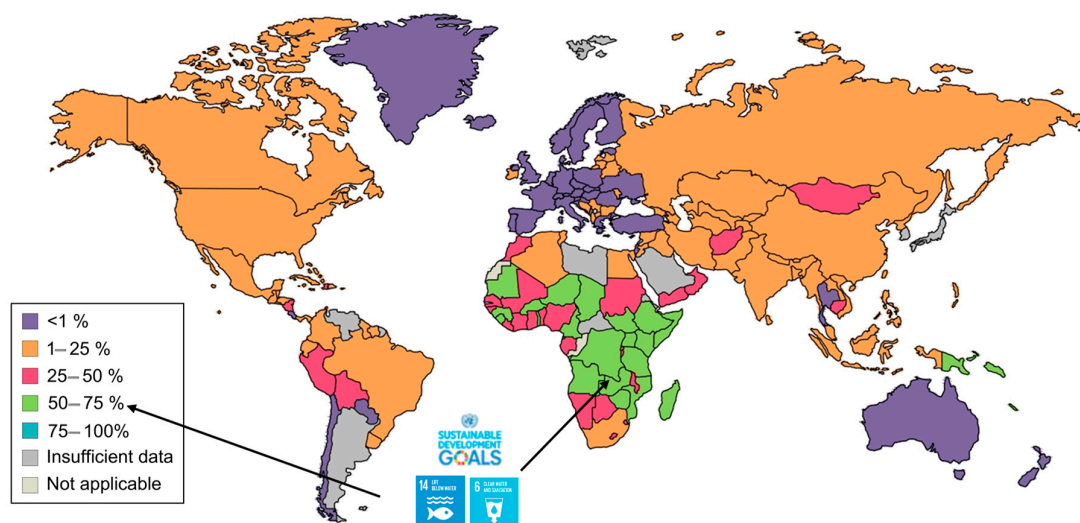 <1 %
1–25 %
25–50 %
50–75 %
75–100%
Insufficient data
Not applicable
SUSTAINABLE
DEVELOPMENT
GOALS
14 LIFE
BELOW WATER
6 CLEAN WATER
AND SANITATION